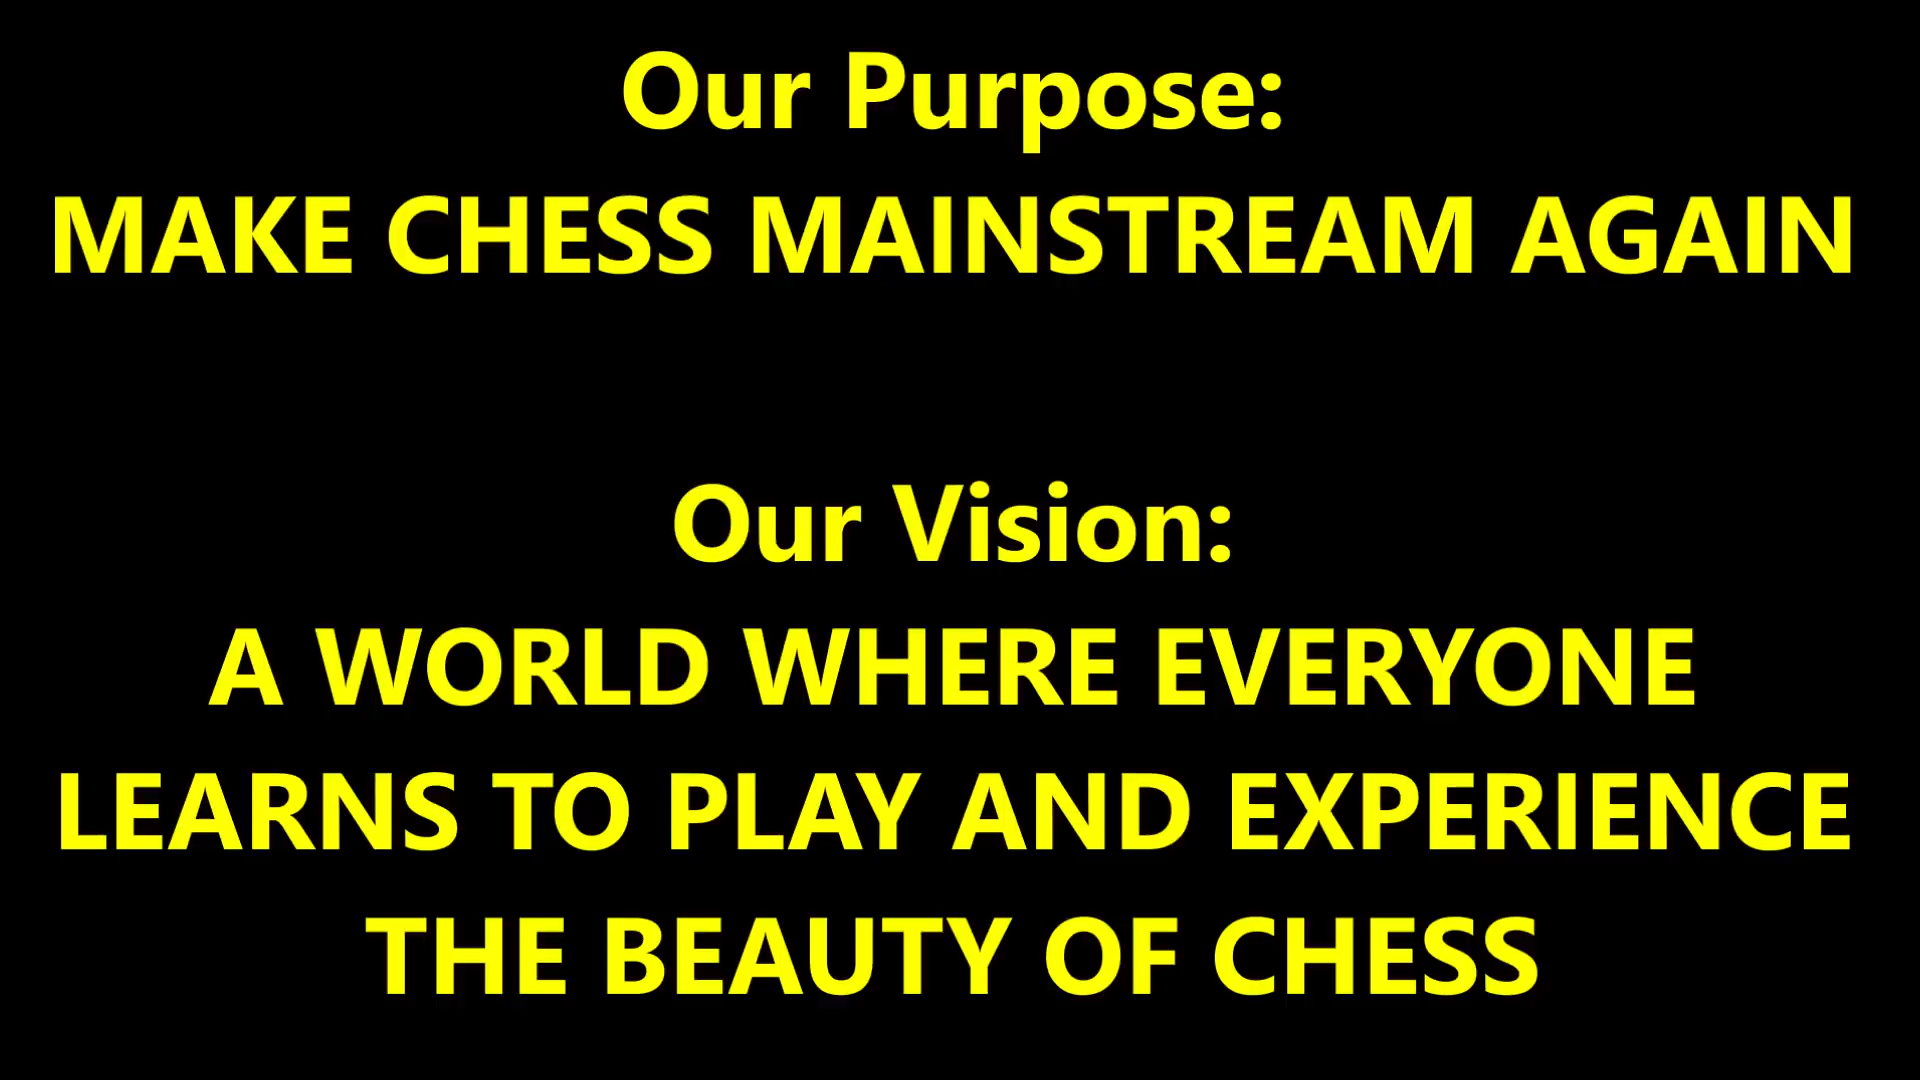 Our Purpose:
MAKE CHESS MAINSTREAM AGAIN
Our Vision:
A WORLD WHERE EVERYONE
LEARNS TO PLAY AND EXPERIENCE
THE BEAUTY OF CHESS